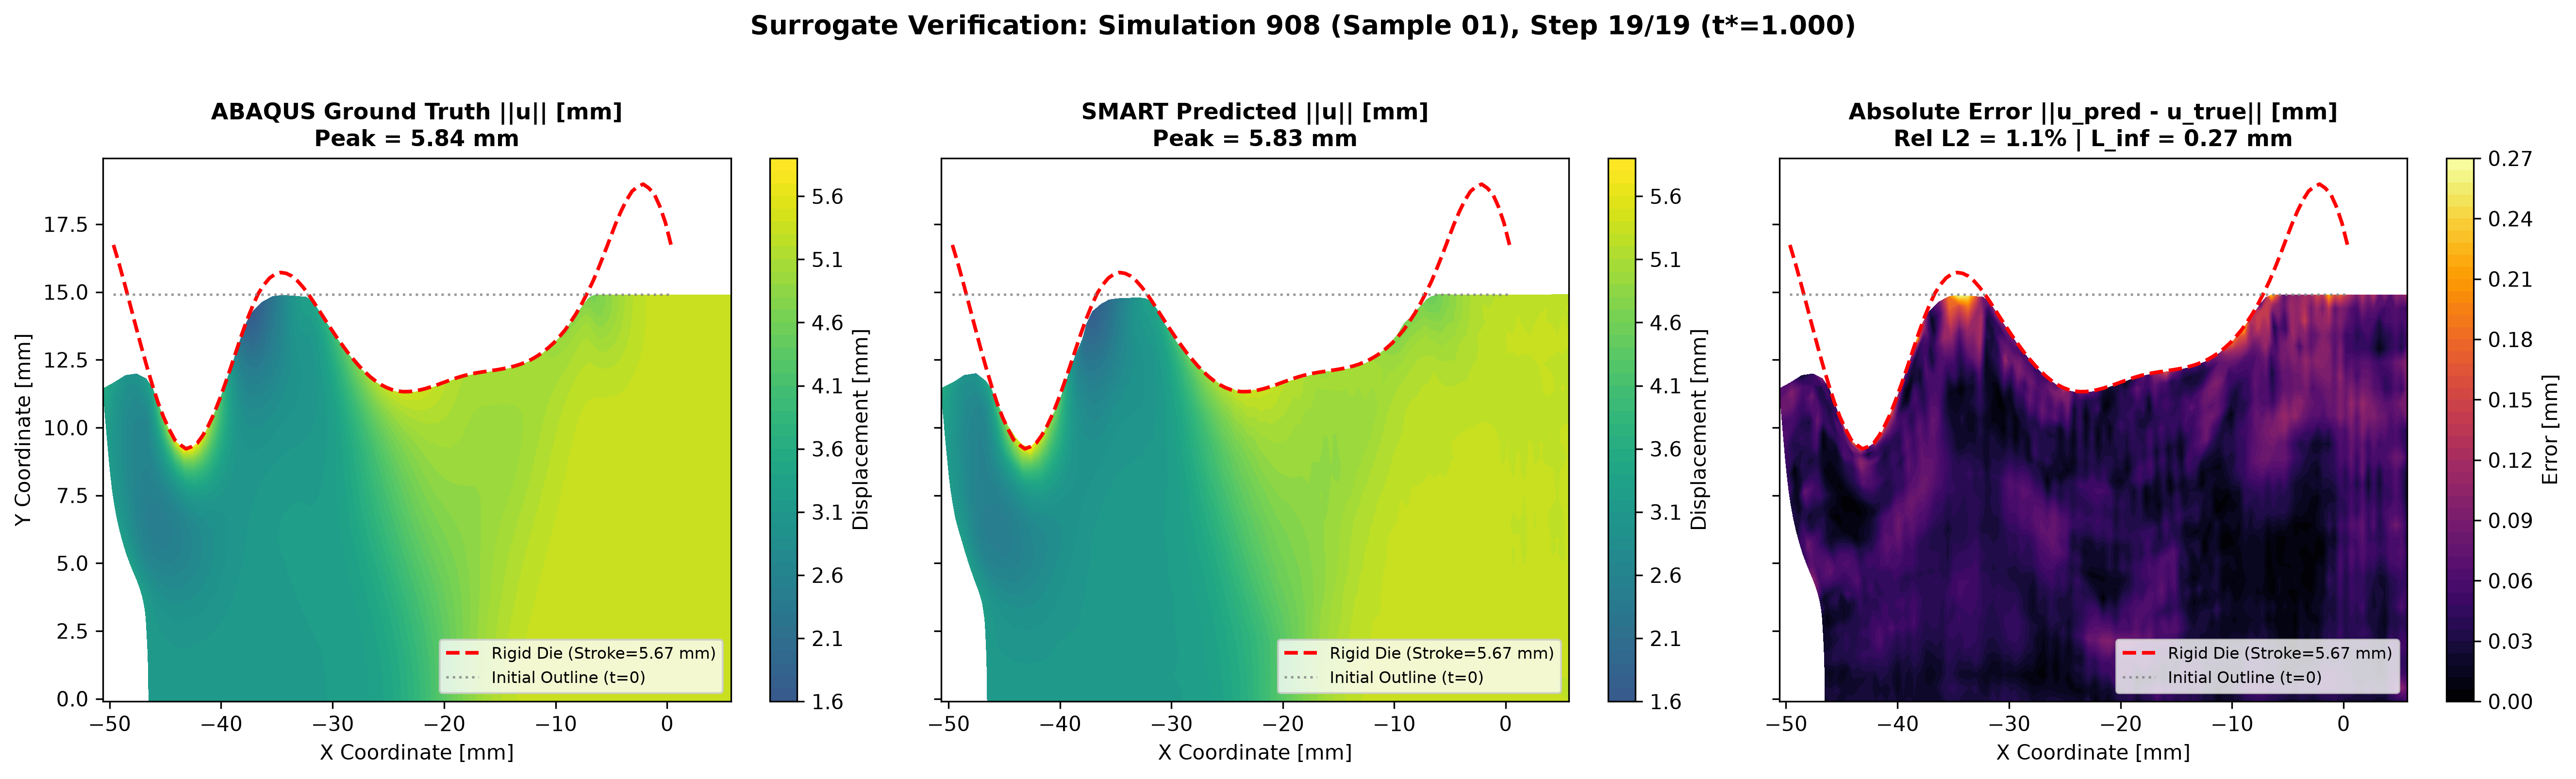 Surrogate Verification: Simulation 908 (Sample 01), Step 19/19 (t*=1.000)
ABAQUS Ground Truth ||u|| [mm]
Peak = 5.84 mm
Y Coordinate [mm]
17.5
15.0
12.5
10.0
7.5
5.0
2.5
0.0
−50
−40
−30
−20
−10
0
X Coordinate [mm]
Rigid Die (Stroke=5.67 mm)
Initial Outline (t=0)
5.6
5.1
4.6
4.1
3.6
3.1
2.6
2.1
1.6
Displacement [mm]
SMART Predicted ||u|| [mm]
Peak = 5.83 mm
−50
−40
−30
−20
−10
0
X Coordinate [mm]
Rigid Die (Stroke=5.67 mm)
Initial Outline (t=0)
5.6
5.1
4.6
4.1
3.6
3.1
2.6
2.1
1.6
Displacement [mm]
Absolute Error ||u_pred - u_true|| [mm]
Rel L2 = 1.1% | L_inf = 0.27 mm
−50
−40
−30
−20
−10
0
X Coordinate [mm]
Rigid Die (Stroke=5.67 mm)
Initial Outline (t=0)
0.27
0.24
0.21
0.18
0.15
0.12
0.09
0.06
0.03
0.00
Error [mm]